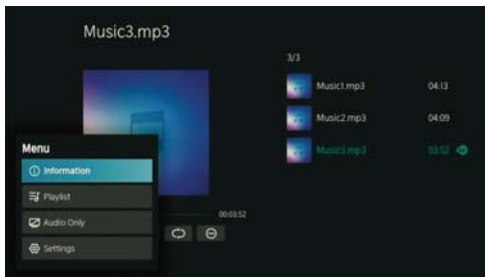 Music3.mp3
3/3
Music1.mp3 04:13
Music2.mp3 04:09
Music3.mp3 03:52
Menu
Information
Playlist
Audio Only
Settings
00:03:52